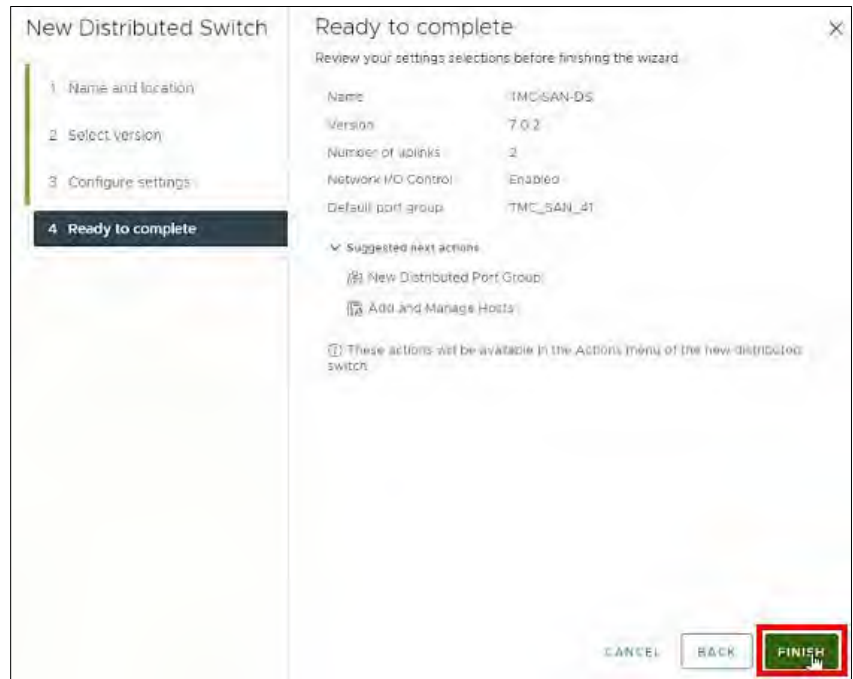 New Distributed Switch
1 Name and location
2 Select version
3 Configure settings
4 Ready to complete
Ready to complete
Review your settings selections before finishing the wizard.
Name TMC-SAN-DS
Version 7.0.2
Number of uplinks 2
Network I/O Control Enabled
Default port group TMC_SAN_41
Suggested next actions
New Distributed Port Group
Add and Manage Hosts
These actions will be available in the Actions menu of the new distributed
switch.
CANCEL BACK FINISH